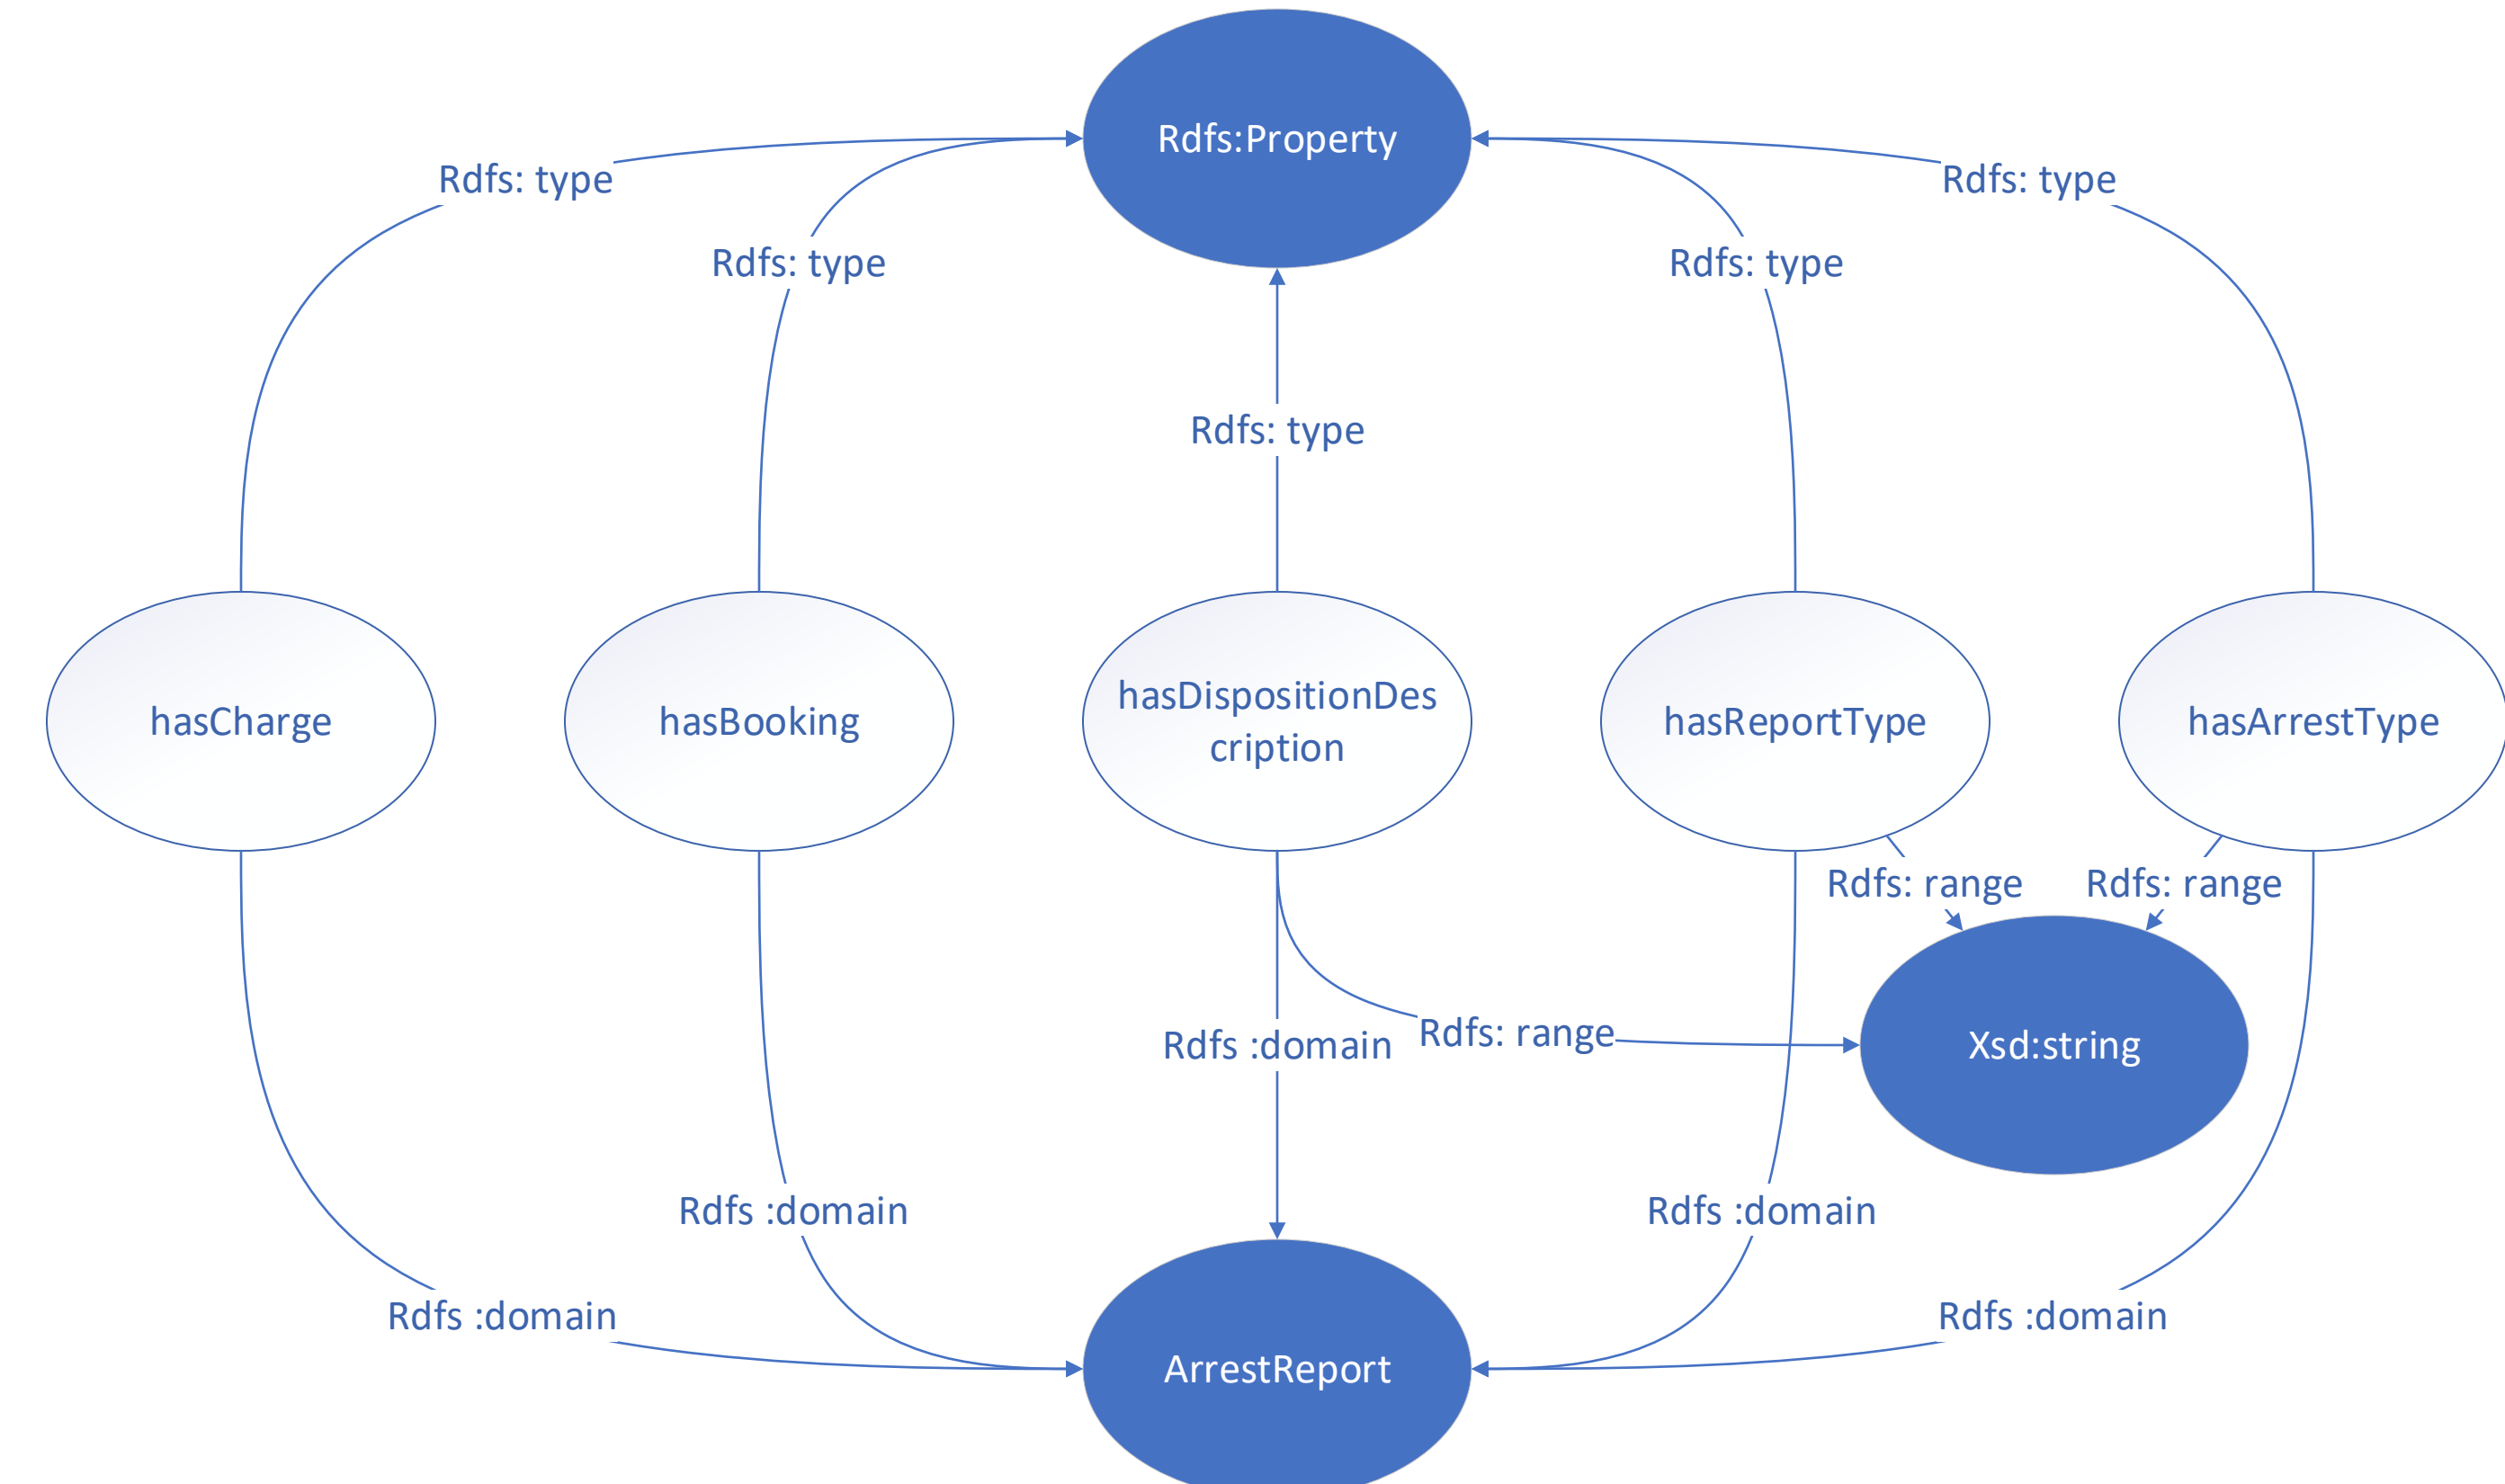 Rdfs:Property
Rdfs: type
Rdfs: type
Rdfs: type
Rdfs: type
Rdfs: type
hasCharge
hasBooking
hasDispositionDes
cription
hasReportType
hasArrestType
Rdfs: range
Rdfs: range
Rdfs :domain
Rdfs: range
Xsd:string
Rdfs :domain
Rdfs :domain
Rdfs :domain
Rdfs :domain
ArrestReport